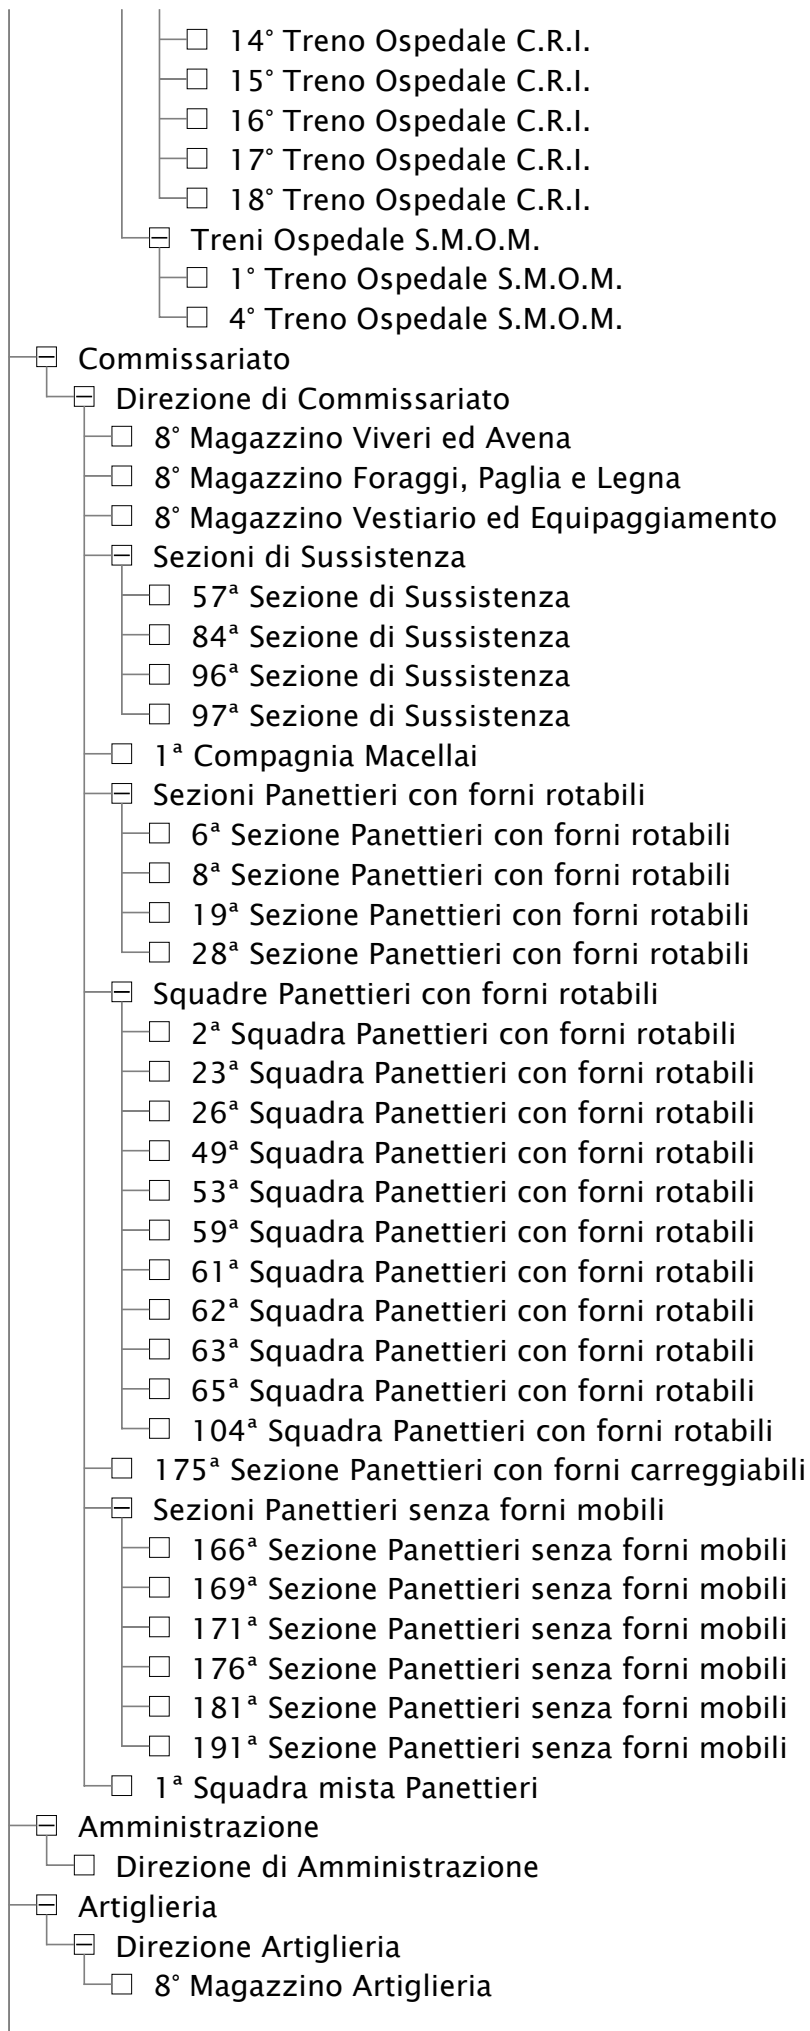 14° Treno Ospedale C.R.I.
15° Treno Ospedale C.R.I.
16° Treno Ospedale C.R.I.
17° Treno Ospedale C.R.I.
18° Treno Ospedale C.R.I.
Treni Ospedale S.M.O.M.
1° Treno Ospedale S.M.O.M.
4° Treno Ospedale S.M.O.M.
Commissariato
Direzione di Commissariato
8° Magazzino Viveri ed Avena
8° Magazzino Foraggi, Paglia e Legna
8° Magazzino Vestiario ed Equipaggiamento
Sezioni di Sussistenza
57ª Sezione di Sussistenza
84ª Sezione di Sussistenza
96ª Sezione di Sussistenza
97ª Sezione di Sussistenza
1ª Compagnia Macellai
Sezioni Panettieri con forni rotabili
6ª Sezione Panettieri con forni rotabili
8ª Sezione Panettieri con forni rotabili
19ª Sezione Panettieri con forni rotabili
28ª Sezione Panettieri con forni rotabili
Squadre Panettieri con forni rotabili
2ª Squadra Panettieri con forni rotabili
23ª Squadra Panettieri con forni rotabili
26ª Squadra Panettieri con forni rotabili
49ª Squadra Panettieri con forni rotabili
53ª Squadra Panettieri con forni rotabili
59ª Squadra Panettieri con forni rotabili
61ª Squadra Panettieri con forni rotabili
62ª Squadra Panettieri con forni rotabili
63ª Squadra Panettieri con forni rotabili
65ª Squadra Panettieri con forni rotabili
104ª Squadra Panettieri con forni rotabili
175ª Sezione Panettieri con forni carreggiabili
Sezioni Panettieri senza forni mobili
166ª Sezione Panettieri senza forni mobili
169ª Sezione Panettieri senza forni mobili
171ª Sezione Panettieri senza forni mobili
176ª Sezione Panettieri senza forni mobili
181ª Sezione Panettieri senza forni mobili
191ª Sezione Panettieri senza forni mobili
1ª Squadra mista Panettieri
Amministrazione
Direzione di Amministrazione
Artiglieria
Direzione Artiglieria
8° Magazzino Artiglieria